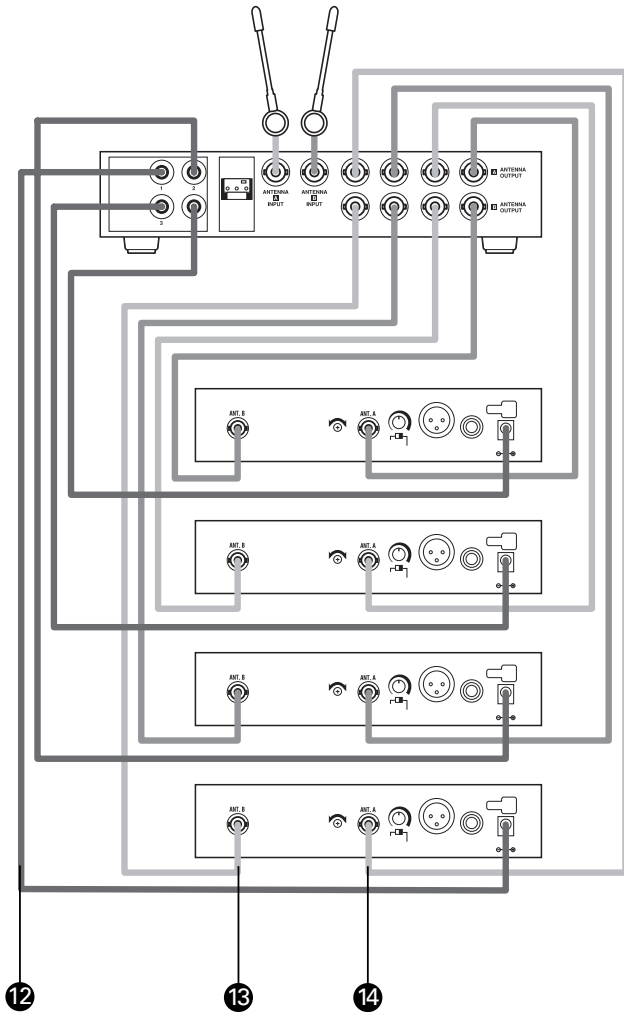 1 2
3
ANTENNA A INPUT
ANTENNA B INPUT
A ANTENNA OUTPUT
B ANTENNA OUTPUT
ANT. B
ANT. A
ANT. B
ANT. A
ANT. B
ANT. A
ANT. B
ANT. A
12
13
14